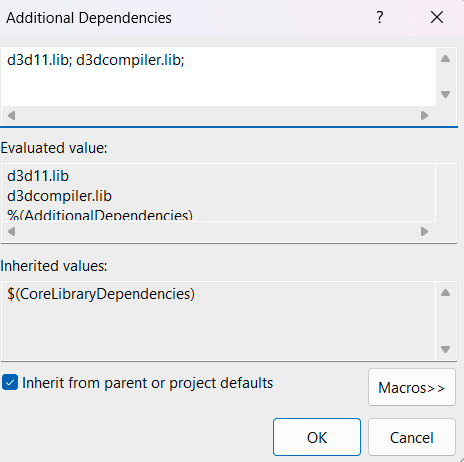 Additional Dependencies
?
d3d11.lib; d3dcompiler.lib;
Evaluated value:
d3d11.lib
d3dcompiler.lib
%(AdditionalDependencies)
Inherited values:
$(CoreLibraryDependencies)
Inherit from parent or project defaults
Macros>>
OK
Cancel